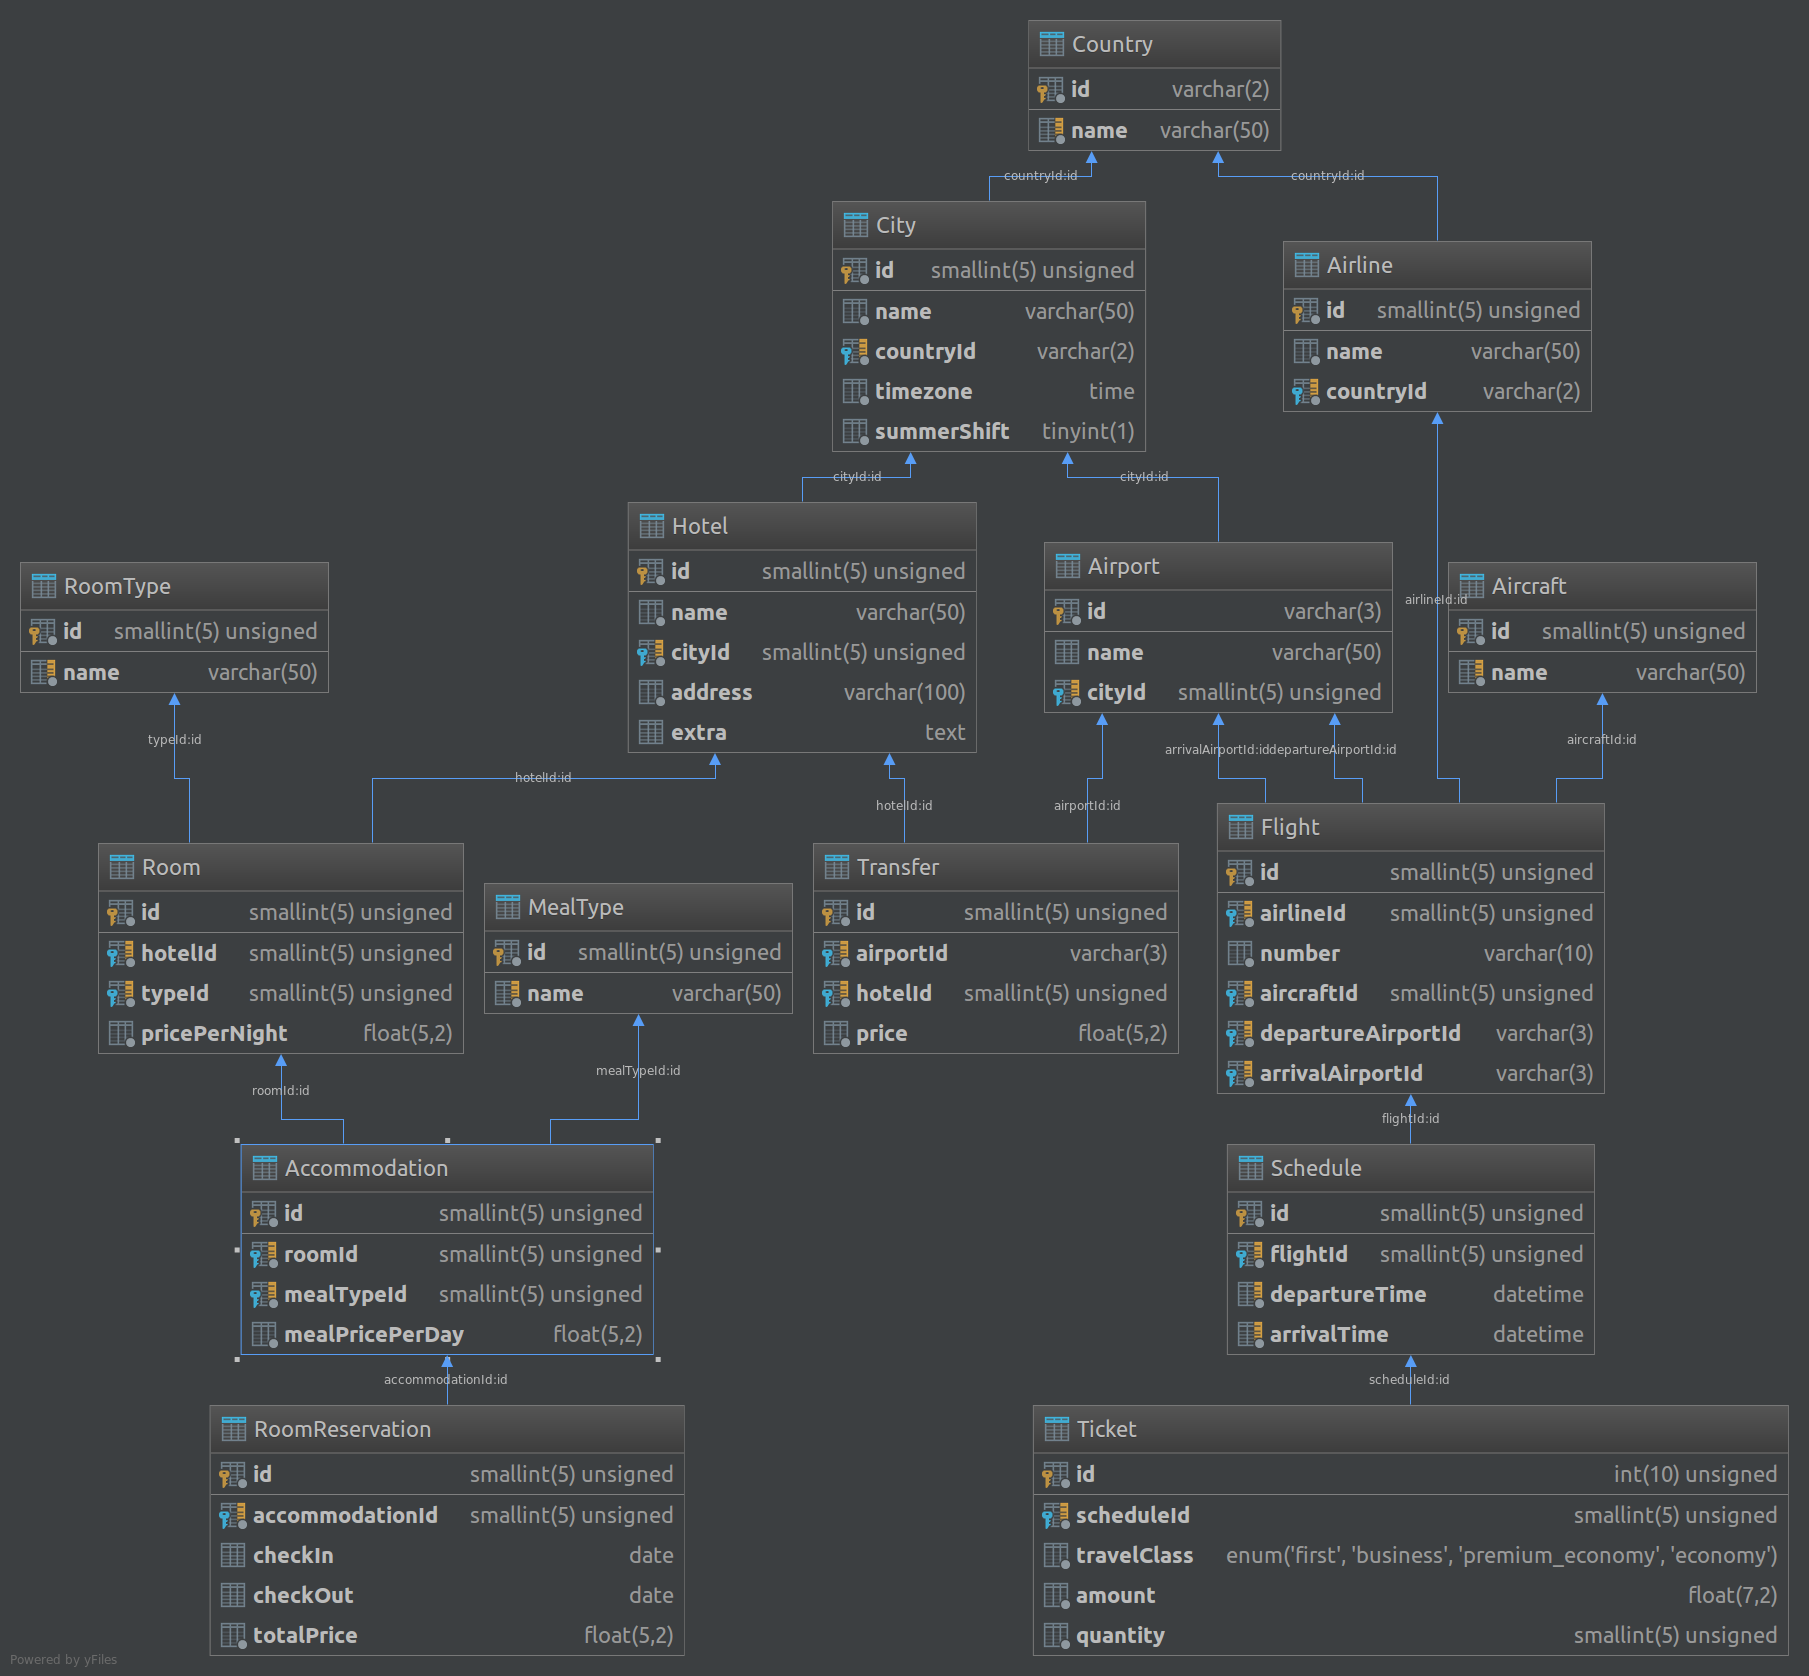 Country
id varchar(2)
name varchar(50)
countryId:id
countryId:id
City
id smallint(5) unsigned
name varchar(50)
countryId varchar(2)
timezone time
summerShift tinyint(1)
Airline
id smallint(5) unsigned
name varchar(50)
countryId varchar(2)
cityId:id
cityId:id
Hotel
id smallint(5) unsigned
name varchar(50)
cityId smallint(5) unsigned
address varchar(100)
extra text
Airport
id varchar(3)
name varchar(50)
cityId smallint(5) unsigned
RoomType
id smallint(5) unsigned
name varchar(50)
airlineId:id
Aircraft
id smallint(5) unsigned
name varchar(50)
typeId:id
hotelId:id
hotelId:id
airportId:id
arrivalAirportId:id
departureAirportId:id
aircraftId:id
Room
id smallint(5) unsigned
hotelId smallint(5) unsigned
typeId smallint(5) unsigned
pricePerNight float(5,2)
MealType
id smallint(5) unsigned
name varchar(50)
Transfer
id smallint(5) unsigned
airportId varchar(3)
hotelId smallint(5) unsigned
price float(5,2)
Flight
id smallint(5) unsigned
airlineId smallint(5) unsigned
number varchar(10)
aircraftId smallint(5) unsigned
departureAirportId varchar(3)
arrivalAirportId varchar(3)
roomId:id
mealTypeId:id
flightId:id
Accommodation
id smallint(5) unsigned
roomId smallint(5) unsigned
mealTypeId smallint(5) unsigned
mealPricePerDay float(5,2)
Schedule
id smallint(5) unsigned
flightId smallint(5) unsigned
departureTime datetime
arrivalTime datetime
accommodationId:id
scheduleId:id
RoomReservation
id smallint(5) unsigned
accommodationId smallint(5) unsigned
checkIn date
checkOut date
totalPrice float(5,2)
Ticket
id int(10) unsigned
scheduleId smallint(5) unsigned
travelClass enum('first', 'business', 'premium_economy', 'economy')
amount float(7,2)
quantity smallint(5) unsigned
Powered by yFiles